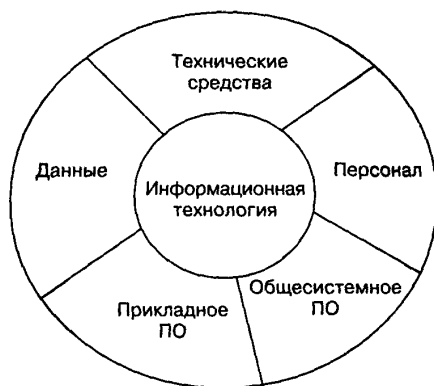 Технические
средства
Данные
Персонал
Информационная
технология
Общесистемное
ПО
Прикладное
ПО